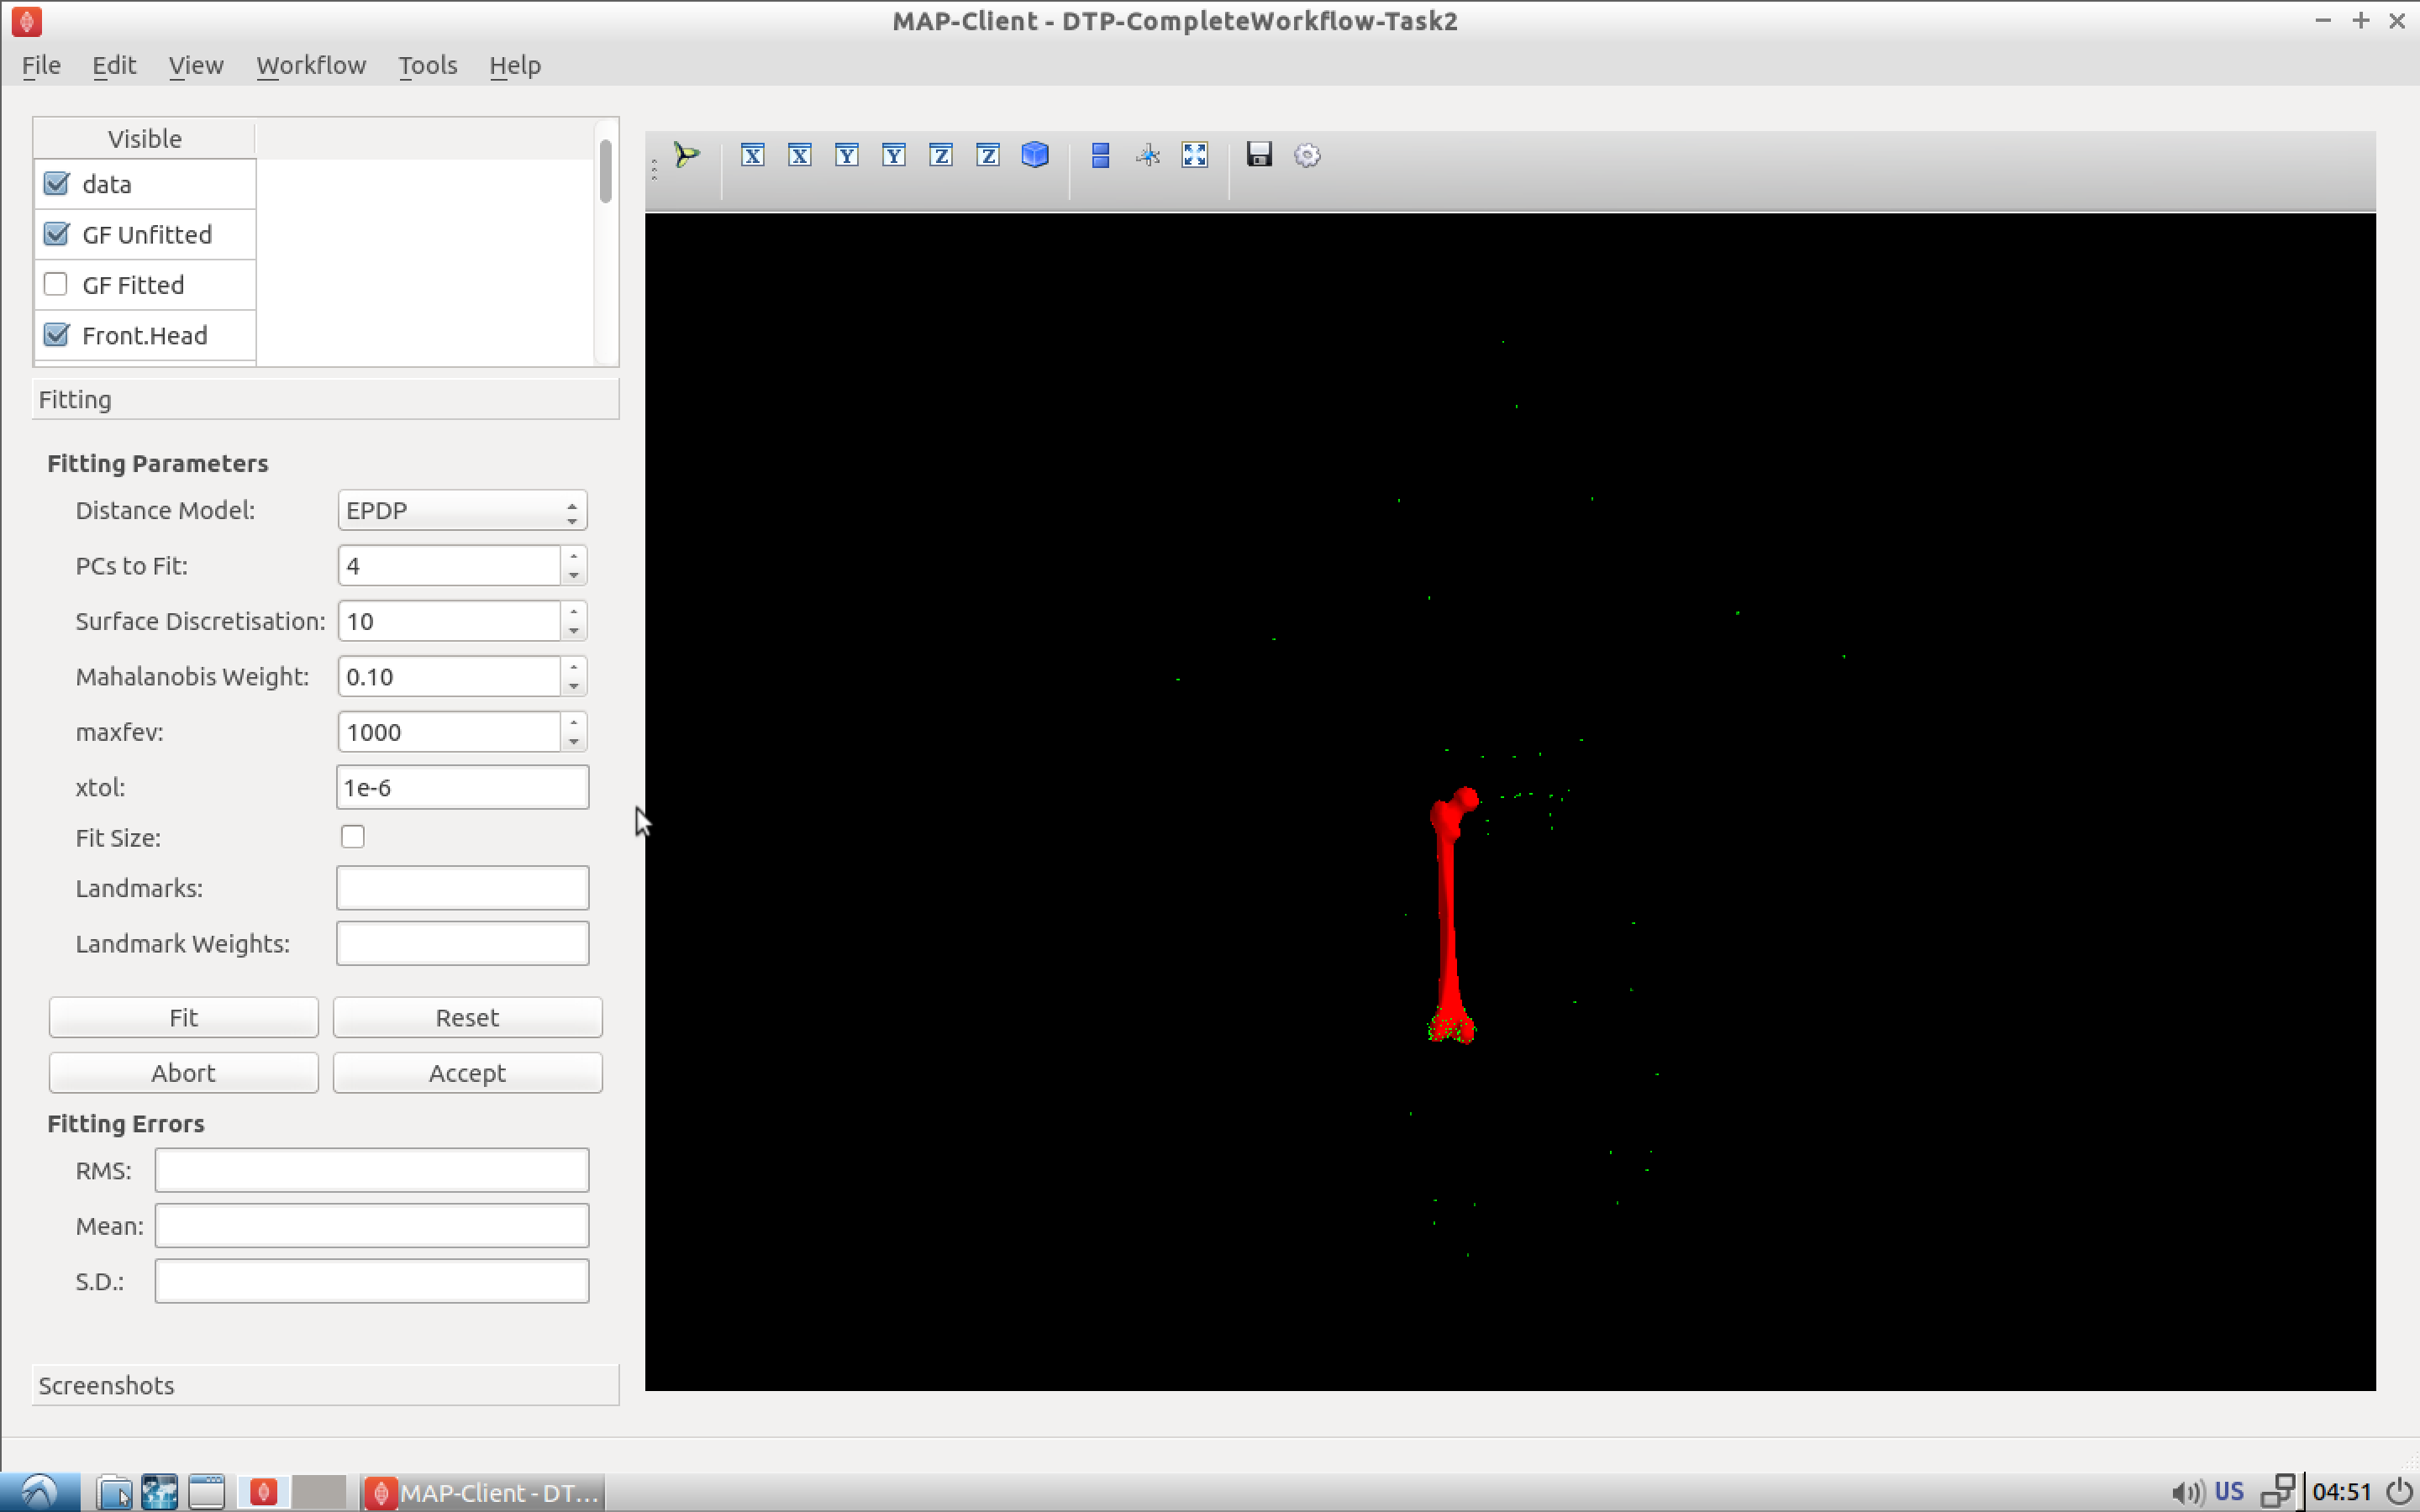 MAP-Client - DTP-CompleteWorkflow-Task2
File Edit View Workflow Tools Help
Visible
data
GF Unfitted
GF Fitted
Front.Head
Fitting
Fitting Parameters
Distance Model: EPDP
PCs to Fit: 4
Surface Discretisation: 10
Mahalanobis Weight: 0.10
maxfev: 1000
xtol: 1e-6
Fit Size:
Landmarks:
Landmark Weights:
Fit Reset
Abort Accept
Fitting Errors
RMS:
Mean:
S.D.:
Screenshots
X X Y Y Z Z
MAP-Client - DT...
US 04:51